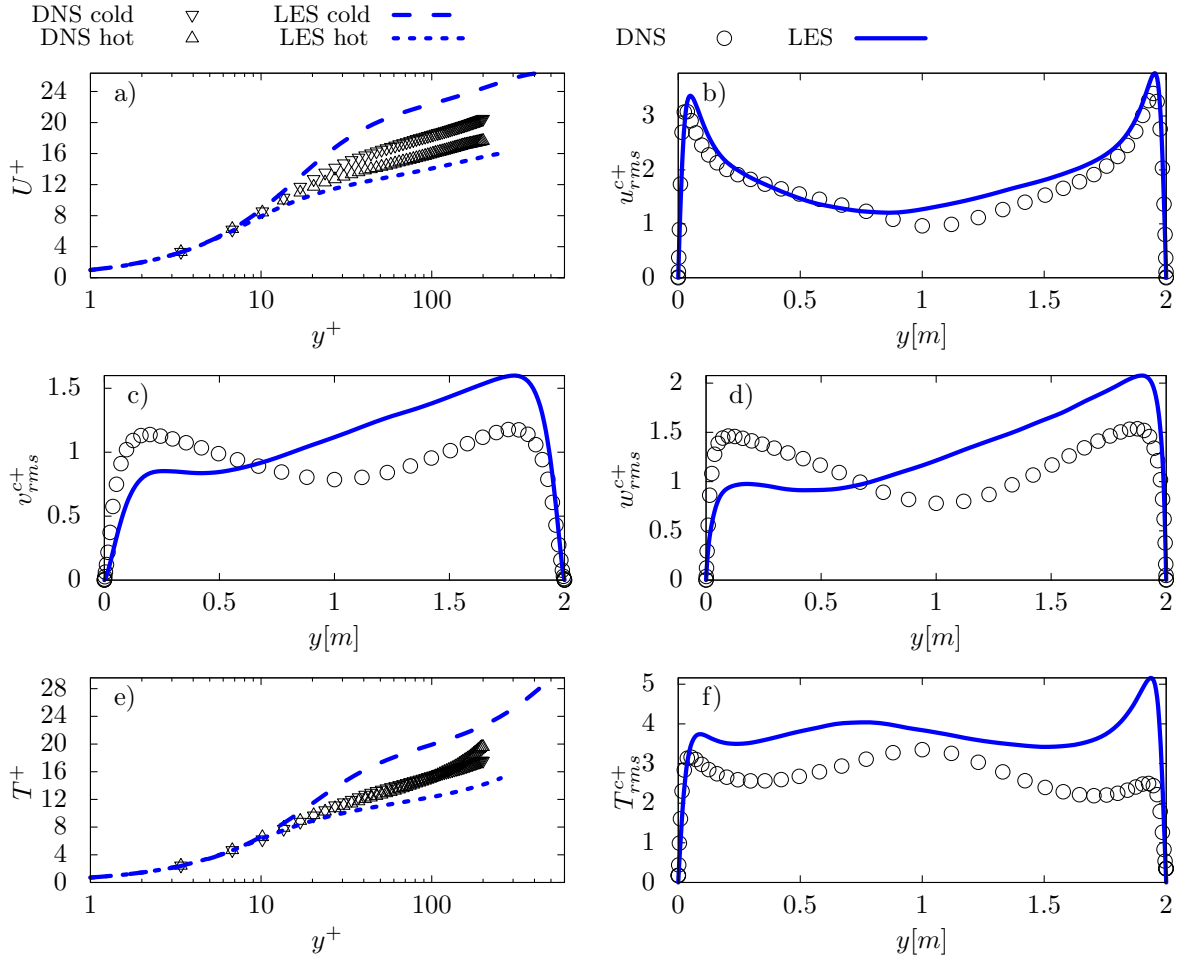 DNS cold LES cold
DNS hot LES hot
DNS LES
a)
U⁺
0 4 8 12 16 20 24
1 10 100
y⁺
b)
u_{rms}^{c+}
0 1 2 3
0 0.5 1 1.5 2
y[m]
c)
v_{rms}^{c+}
0 0.5 1 1.5
0 0.5 1 1.5 2
y[m]
d)
w_{rms}^{c+}
0 0.5 1 1.5 2
0 0.5 1 1.5 2
y[m]
e)
T⁺
0 4 8 12 16 20 24 28
1 10 100
y⁺
f)
T_{rms}^{c+}
0 1 2 3 4 5
0 0.5 1 1.5 2
y[m]